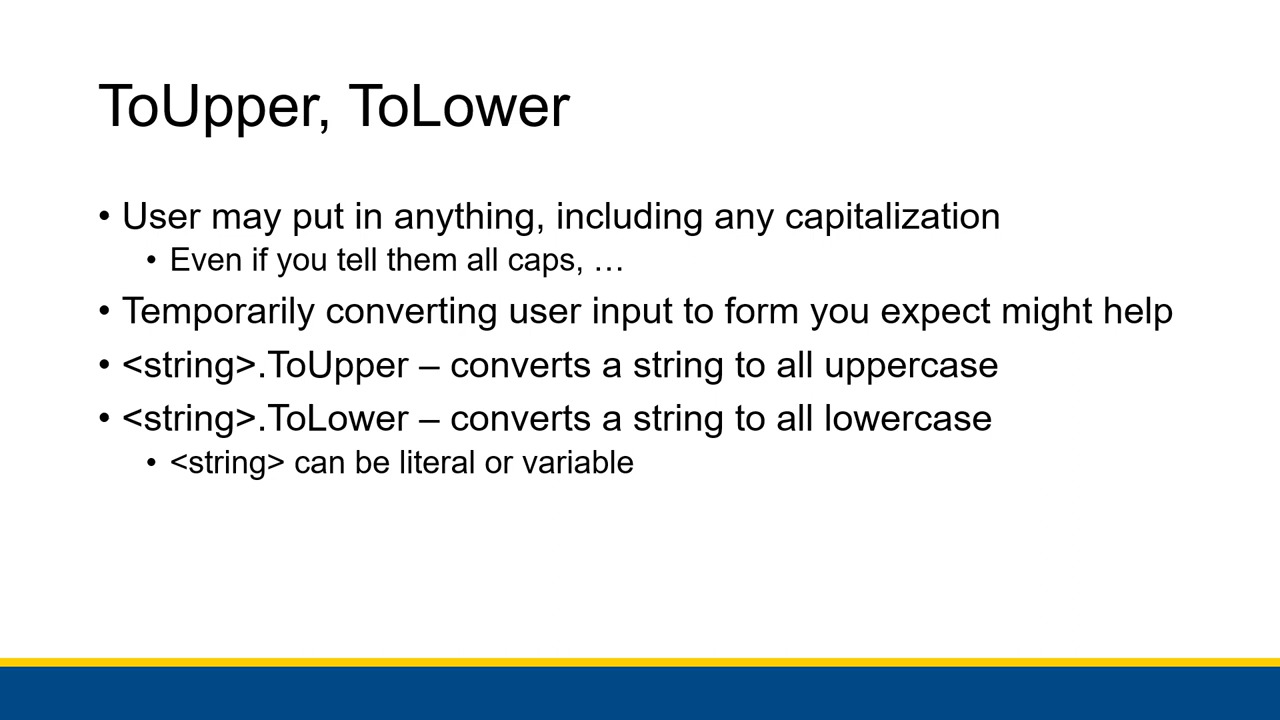 ToUpper, ToLower
• User may put in anything, including any capitalization
• Even if you tell them all caps, …
• Temporarily converting user input to form you expect might help
• <string>.ToUpper – converts a string to all uppercase
• <string>.ToLower – converts a string to all lowercase
• <string> can be literal or variable